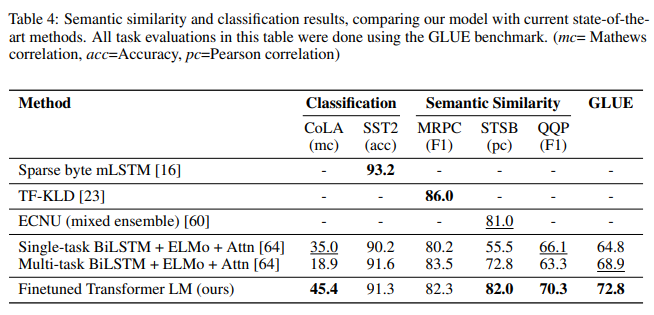 Table 4: Semantic similarity and classification results, comparing our model with current state-of-the-
art methods. All task evaluations in this table were done using the GLUE benchmark. (mc= Mathews
correlation, acc=Accuracy, pc=Pearson correlation)
Method Classification Semantic Similarity GLUE
CoLA SST2 MRPC STSB QQP
(mc) (acc) (F1) (pc) (F1)
Sparse byte mLSTM [16] - 93.2 - - - -
TF-KLD [23] - - 86.0 - - -
ECNU (mixed ensemble) [60] - - - 81.0 - -
Single-task BiLSTM + ELMo + Attn [64] 35.0 90.2 80.2 55.5 66.1 64.8
Multi-task BiLSTM + ELMo + Attn [64] 18.9 91.6 83.5 72.8 63.3 68.9
Finetuned Transformer LM (ours) 45.4 91.3 82.3 82.0 70.3 72.8